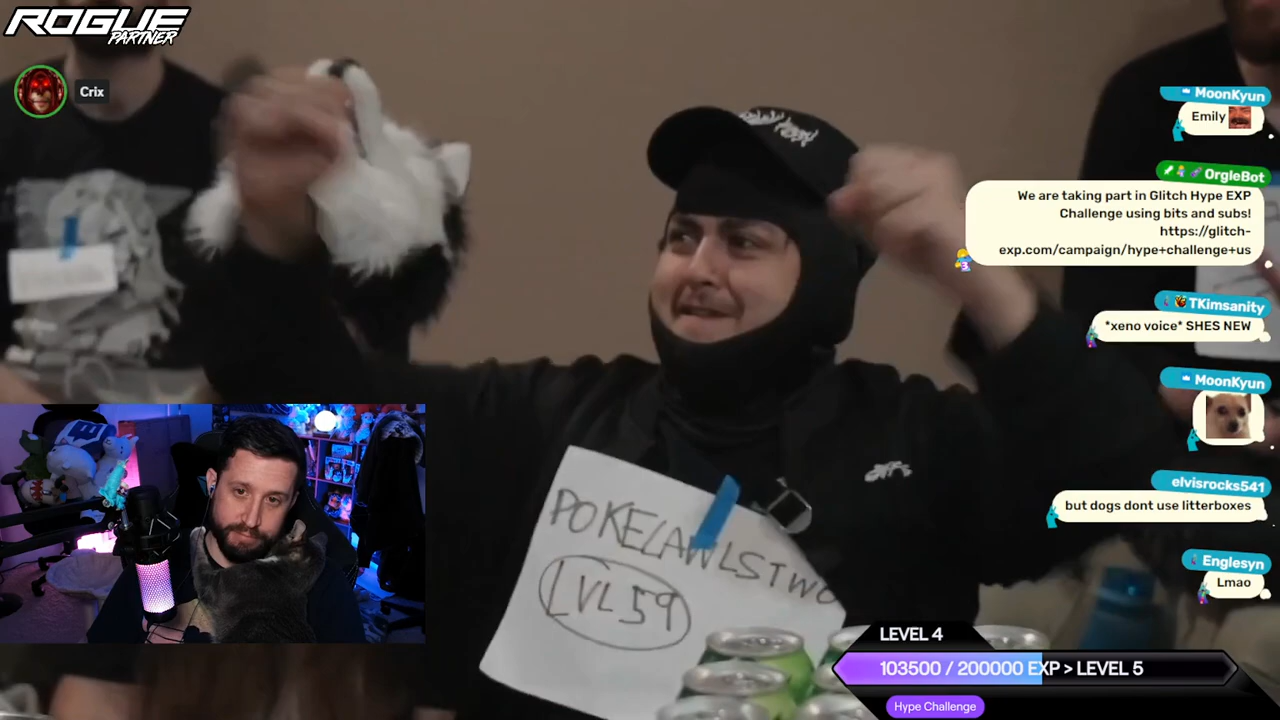 ROGUE
PARTNER
Crix
MoonKyun
Emily
OrgleBot
We are taking part in Glitch Hype EXP
Challenge using bits and subs!
https://glitch-
exp.com/campaign/hype+challenge+us
3
TKimsanity
*xeno voice* SHES NEW
MoonKyun
elvisrocks541
but dogs dont use litterboxes
Englesyn
Lmao
POKELAWLSTWO
LVL 59
LEVEL 4
103500 / 200000 EXP > LEVEL 5
Hype Challenge